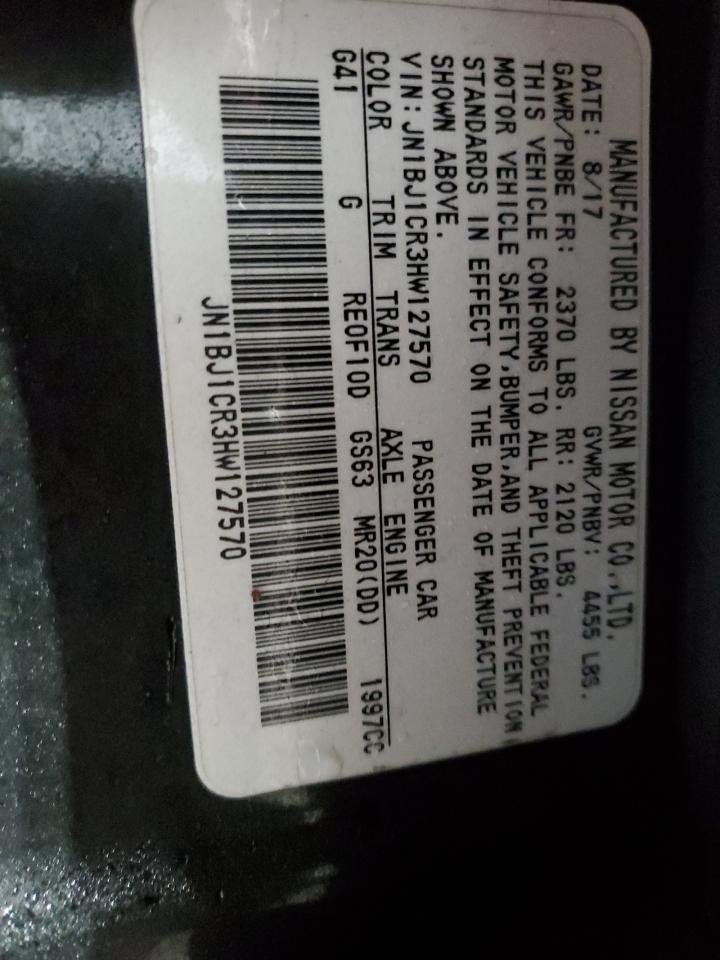 MANUFACTURED BY NISSAN MOTOR CO.,LTD.
DATE: 8/17 GVWR/PNBV: 4455 LBS.
GAWR/PNBE FR: 2370 LBS. RR: 2120 LBS.
THIS VEHICLE CONFORMS TO ALL APPLICABLE FEDERAL
MOTOR VEHICLE SAFETY,BUMPER,AND THEFT PREVENTION
STANDARDS IN EFFECT ON THE DATE OF MANUFACTURE
SHOWN ABOVE.
VIN: JN1BJ1CR3HW127570 PASSENGER CAR
COLOR TRIM TRANS AXLE ENGINE
G41 G RE0F10D GS63 MR20(DD) 1997CC
JN1BJ1CR3HW127570